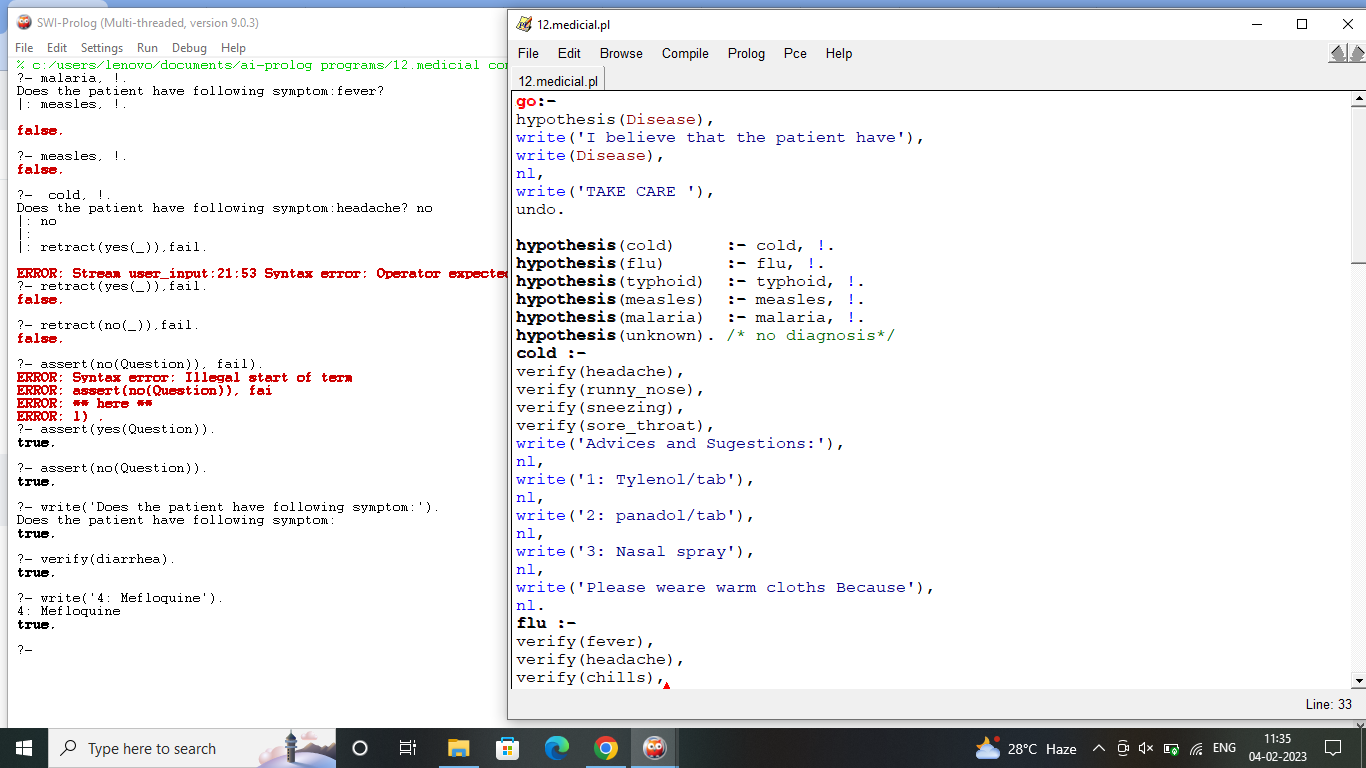 SWI-Prolog (Multi-threaded, version 9.0.3)
File Edit Settings Run Debug Help
% c:/users/lenovo/documents/ai-prolog programs/12.medicial
?- malaria, !.
Does the patient have following symptom:fever?
|: measles, !.
false.
?- measles, !.
false.
?-  cold, !.
Does the patient have following symptom:headache? no
|: no
|:
|: retract(yes(_)),fail.
ERROR: Stream user_input:21:53 Syntax error: Operator expected
?- retract(yes(_)),fail.
false.
?- retract(no(_)),fail.
false.
?- assert(no(Question)), fail).
ERROR: Syntax error: Illegal start of term
ERROR: assert(no(Question)), fai
ERROR: ** here **
ERROR: l) .
?- assert(yes(Question)).
true.
?- assert(no(Question)).
true.
?- write('Does the patient have following symptom:').
Does the patient have following symptom:
true.
?- verify(diarrhea).
true.
?- write('4: Mefloquine').
4: Mefloquine
true.
?-
12.medicial.pl
File Edit Browse Compile Prolog Pce Help
12.medicial.pl
go:-
hypothesis(Disease),
write('I believe that the patient have'),
write(Disease),
nl,
write('TAKE CARE '),
undo.
hypothesis(cold) :- cold, !.
hypothesis(flu) :- flu, !.
hypothesis(typhoid) :- typhoid, !.
hypothesis(measles) :- measles, !.
hypothesis(malaria) :- malaria, !.
hypothesis(unknown). /* no diagnosis*/
cold :-
verify(headache),
verify(runny_nose),
verify(sneezing),
verify(sore_throat),
write('Advices and Sugestions:'),
nl,
write('1: Tylenol/tab'),
nl,
write('2: panadol/tab'),
nl,
write('3: Nasal spray'),
nl,
write('Please weare warm cloths Because'),
nl.
flu :-
verify(fever),
verify(headache),
verify(chills),
Line: 33
Type here to search
28°C Haze
ENG
11:35
04-02-2023